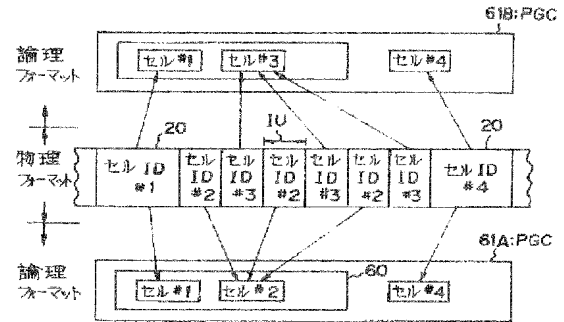 61B:PGC
論理
フォーマット
セル#1
セル#3
セル#4
IU
20
20
物理
フォーマット
セル ID
#1
セル
ID
#2
セル
ID
#3
セル
ID
#2
セル
ID
#3
セル
ID
#2
セル
ID
#3
セル ID
#4
61A:PGC
論理
フォーマット
60
セル#1
セル#2
セル#4